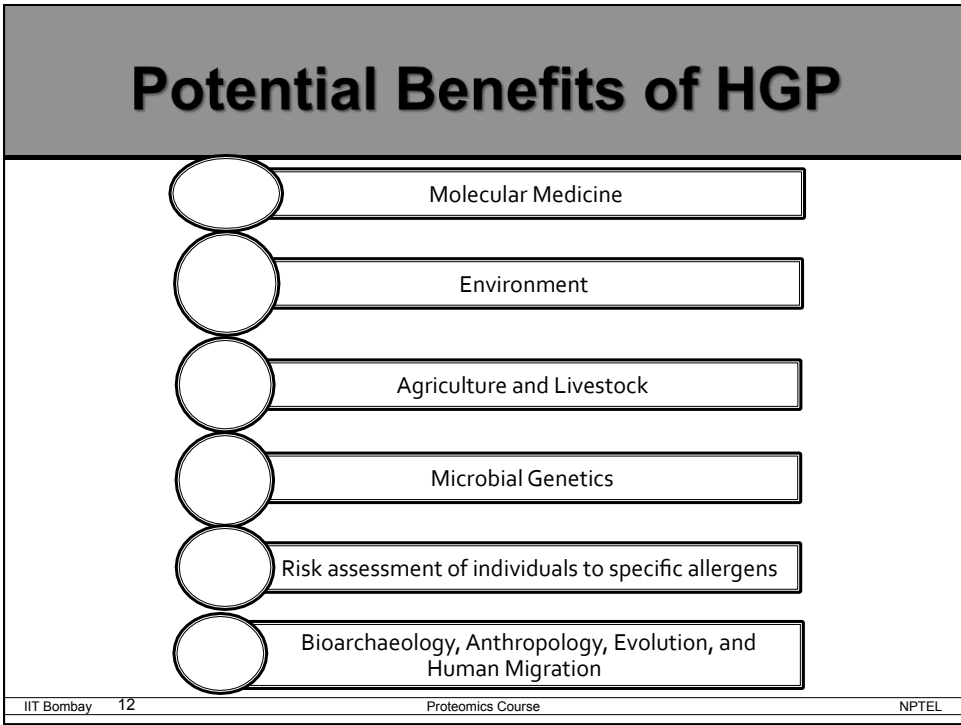 Potential Benefits of HGP
Molecular Medicine
Environment
Agriculture and Livestock
Microbial Genetics
Risk assessment of individuals to specific allergens
Bioarchaeology, Anthropology, Evolution, and
Human Migration
IIT Bombay 12 Proteomics Course NPTEL